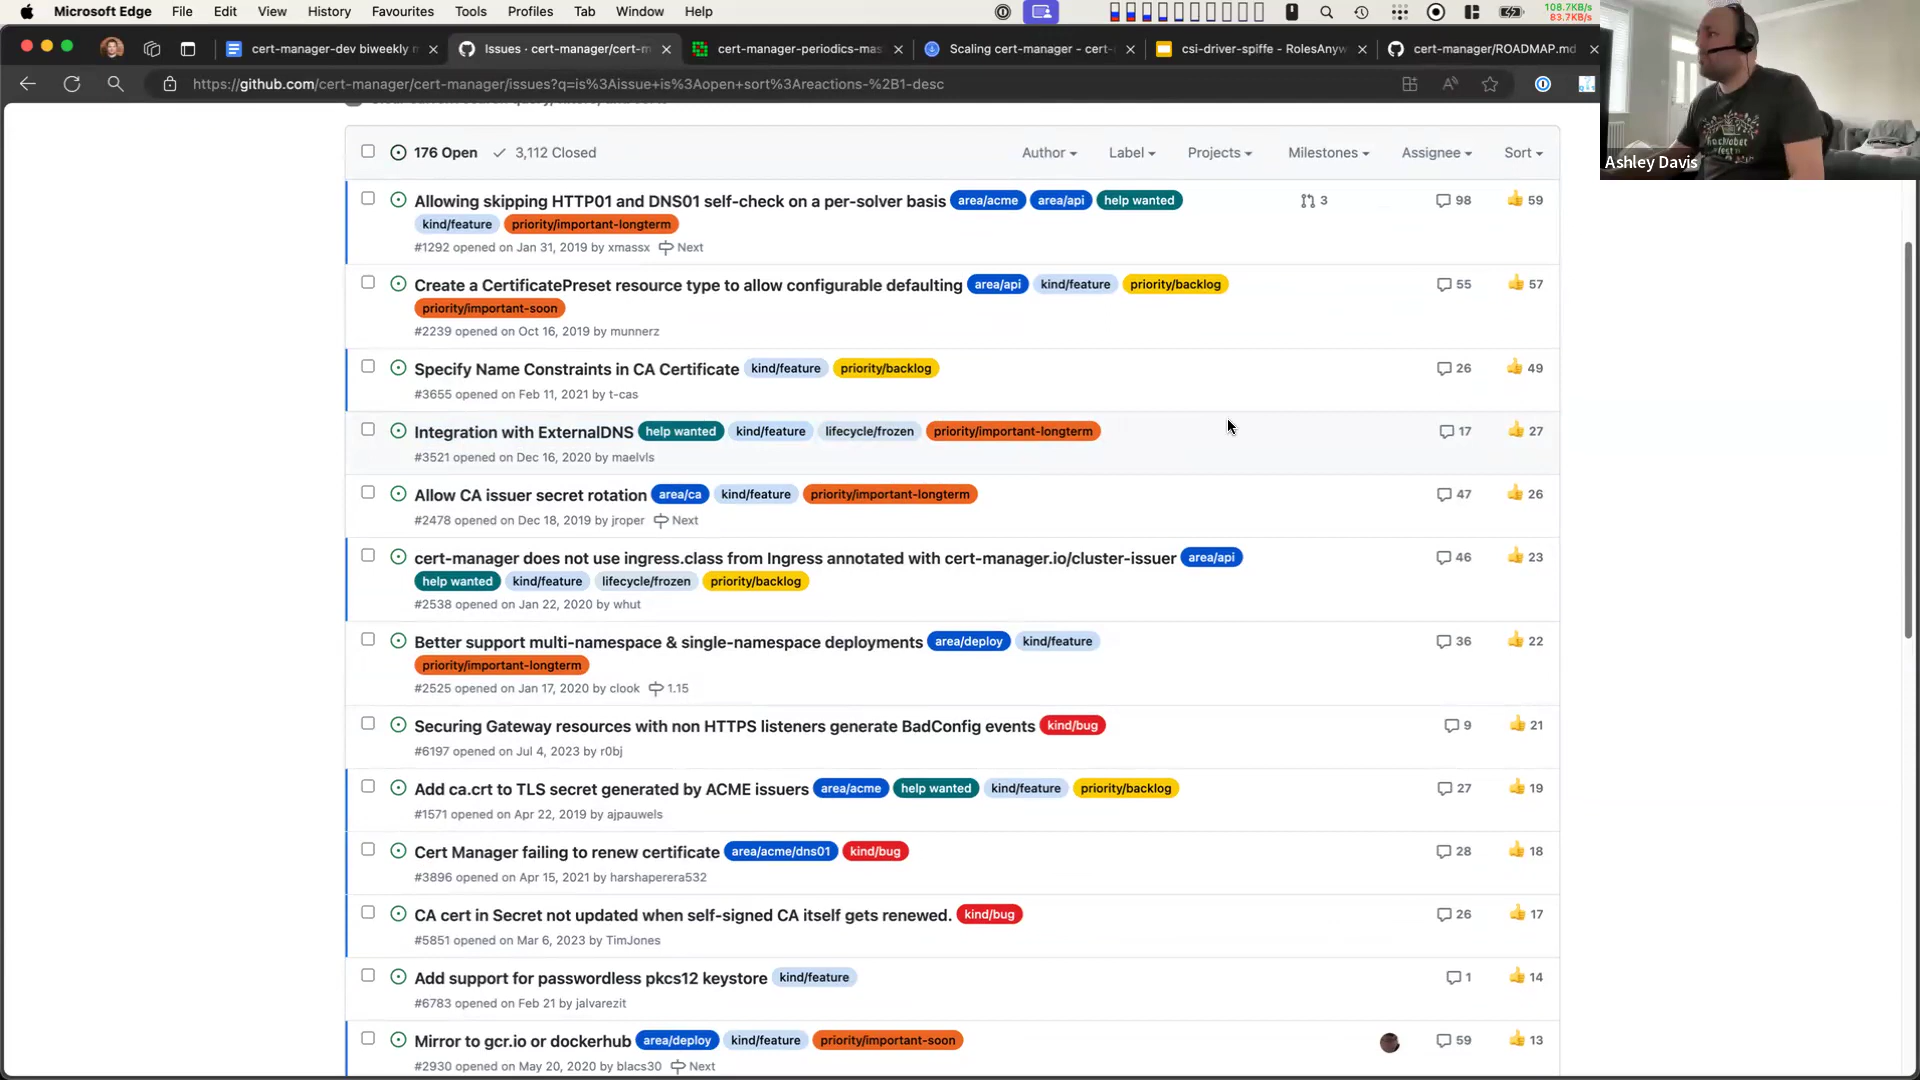 Microsoft Edge File Edit View History Favourites Tools Profiles Tab Window Help
108.7KB/s
83.7KB/s
cert-manager-dev biweekly m
Issues · cert-manager/cert-m
cert-manager-periodics-mas
Scaling cert-manager - cert-
csi-driver-spiffe - RolesAnyw
cert-manager/ROADMAP.md
https://github.com/cert-manager/cert-manager/issues?q=is%3Aissue+is%3Aopen+sort%3Areactions-%2B1-desc
Ashley Davis
176 Open 3,112 Closed Author Label Projects Milestones Assignee Sort
Allowing skipping HTTP01 and DNS01 self-check on a per-solver basis area/acme area/api help wanted 3 98 59
kind/feature priority/important-longterm
#1292 opened on Jan 31, 2019 by xmassx Next
Create a CertificatePreset resource type to allow configurable defaulting area/api kind/feature priority/backlog 55 57
priority/important-soon
#2239 opened on Oct 16, 2019 by munnerz
Specify Name Constraints in CA Certificate kind/feature priority/backlog 26 49
#3655 opened on Feb 11, 2021 by t-cas
Integration with ExternalDNS help wanted kind/feature lifecycle/frozen priority/important-longterm 17 27
#3521 opened on Dec 16, 2020 by maelvls
Allow CA issuer secret rotation area/ca kind/feature priority/important-longterm 47 26
#2478 opened on Dec 18, 2019 by jroper Next
cert-manager does not use ingress.class from Ingress annotated with cert-manager.io/cluster-issuer area/api 46 23
help wanted kind/feature lifecycle/frozen priority/backlog
#2538 opened on Jan 22, 2020 by whut
Better support multi-namespace & single-namespace deployments area/deploy kind/feature 36 22
priority/important-longterm
#2525 opened on Jan 17, 2020 by clook 1.15
Securing Gateway resources with non HTTPS listeners generate BadConfig events kind/bug 9 21
#6197 opened on Jul 4, 2023 by r0bj
Add ca.crt to TLS secret generated by ACME issuers area/acme help wanted kind/feature priority/backlog 27 19
#1571 opened on Apr 22, 2019 by ajpauwels
Cert Manager failing to renew certificate area/acme/dns01 kind/bug 28 18
#3896 opened on Apr 15, 2021 by harshaperera532
CA cert in Secret not updated when self-signed CA itself gets renewed. kind/bug 26 17
#5851 opened on Mar 6, 2023 by TimJones
Add support for passwordless pkcs12 keystore kind/feature 1 14
#6783 opened on Feb 21 by jalvarezit
Mirror to gcr.io or dockerhub area/deploy kind/feature priority/important-soon 59 13
#2930 opened on May 20, 2020 by blacs30 Next